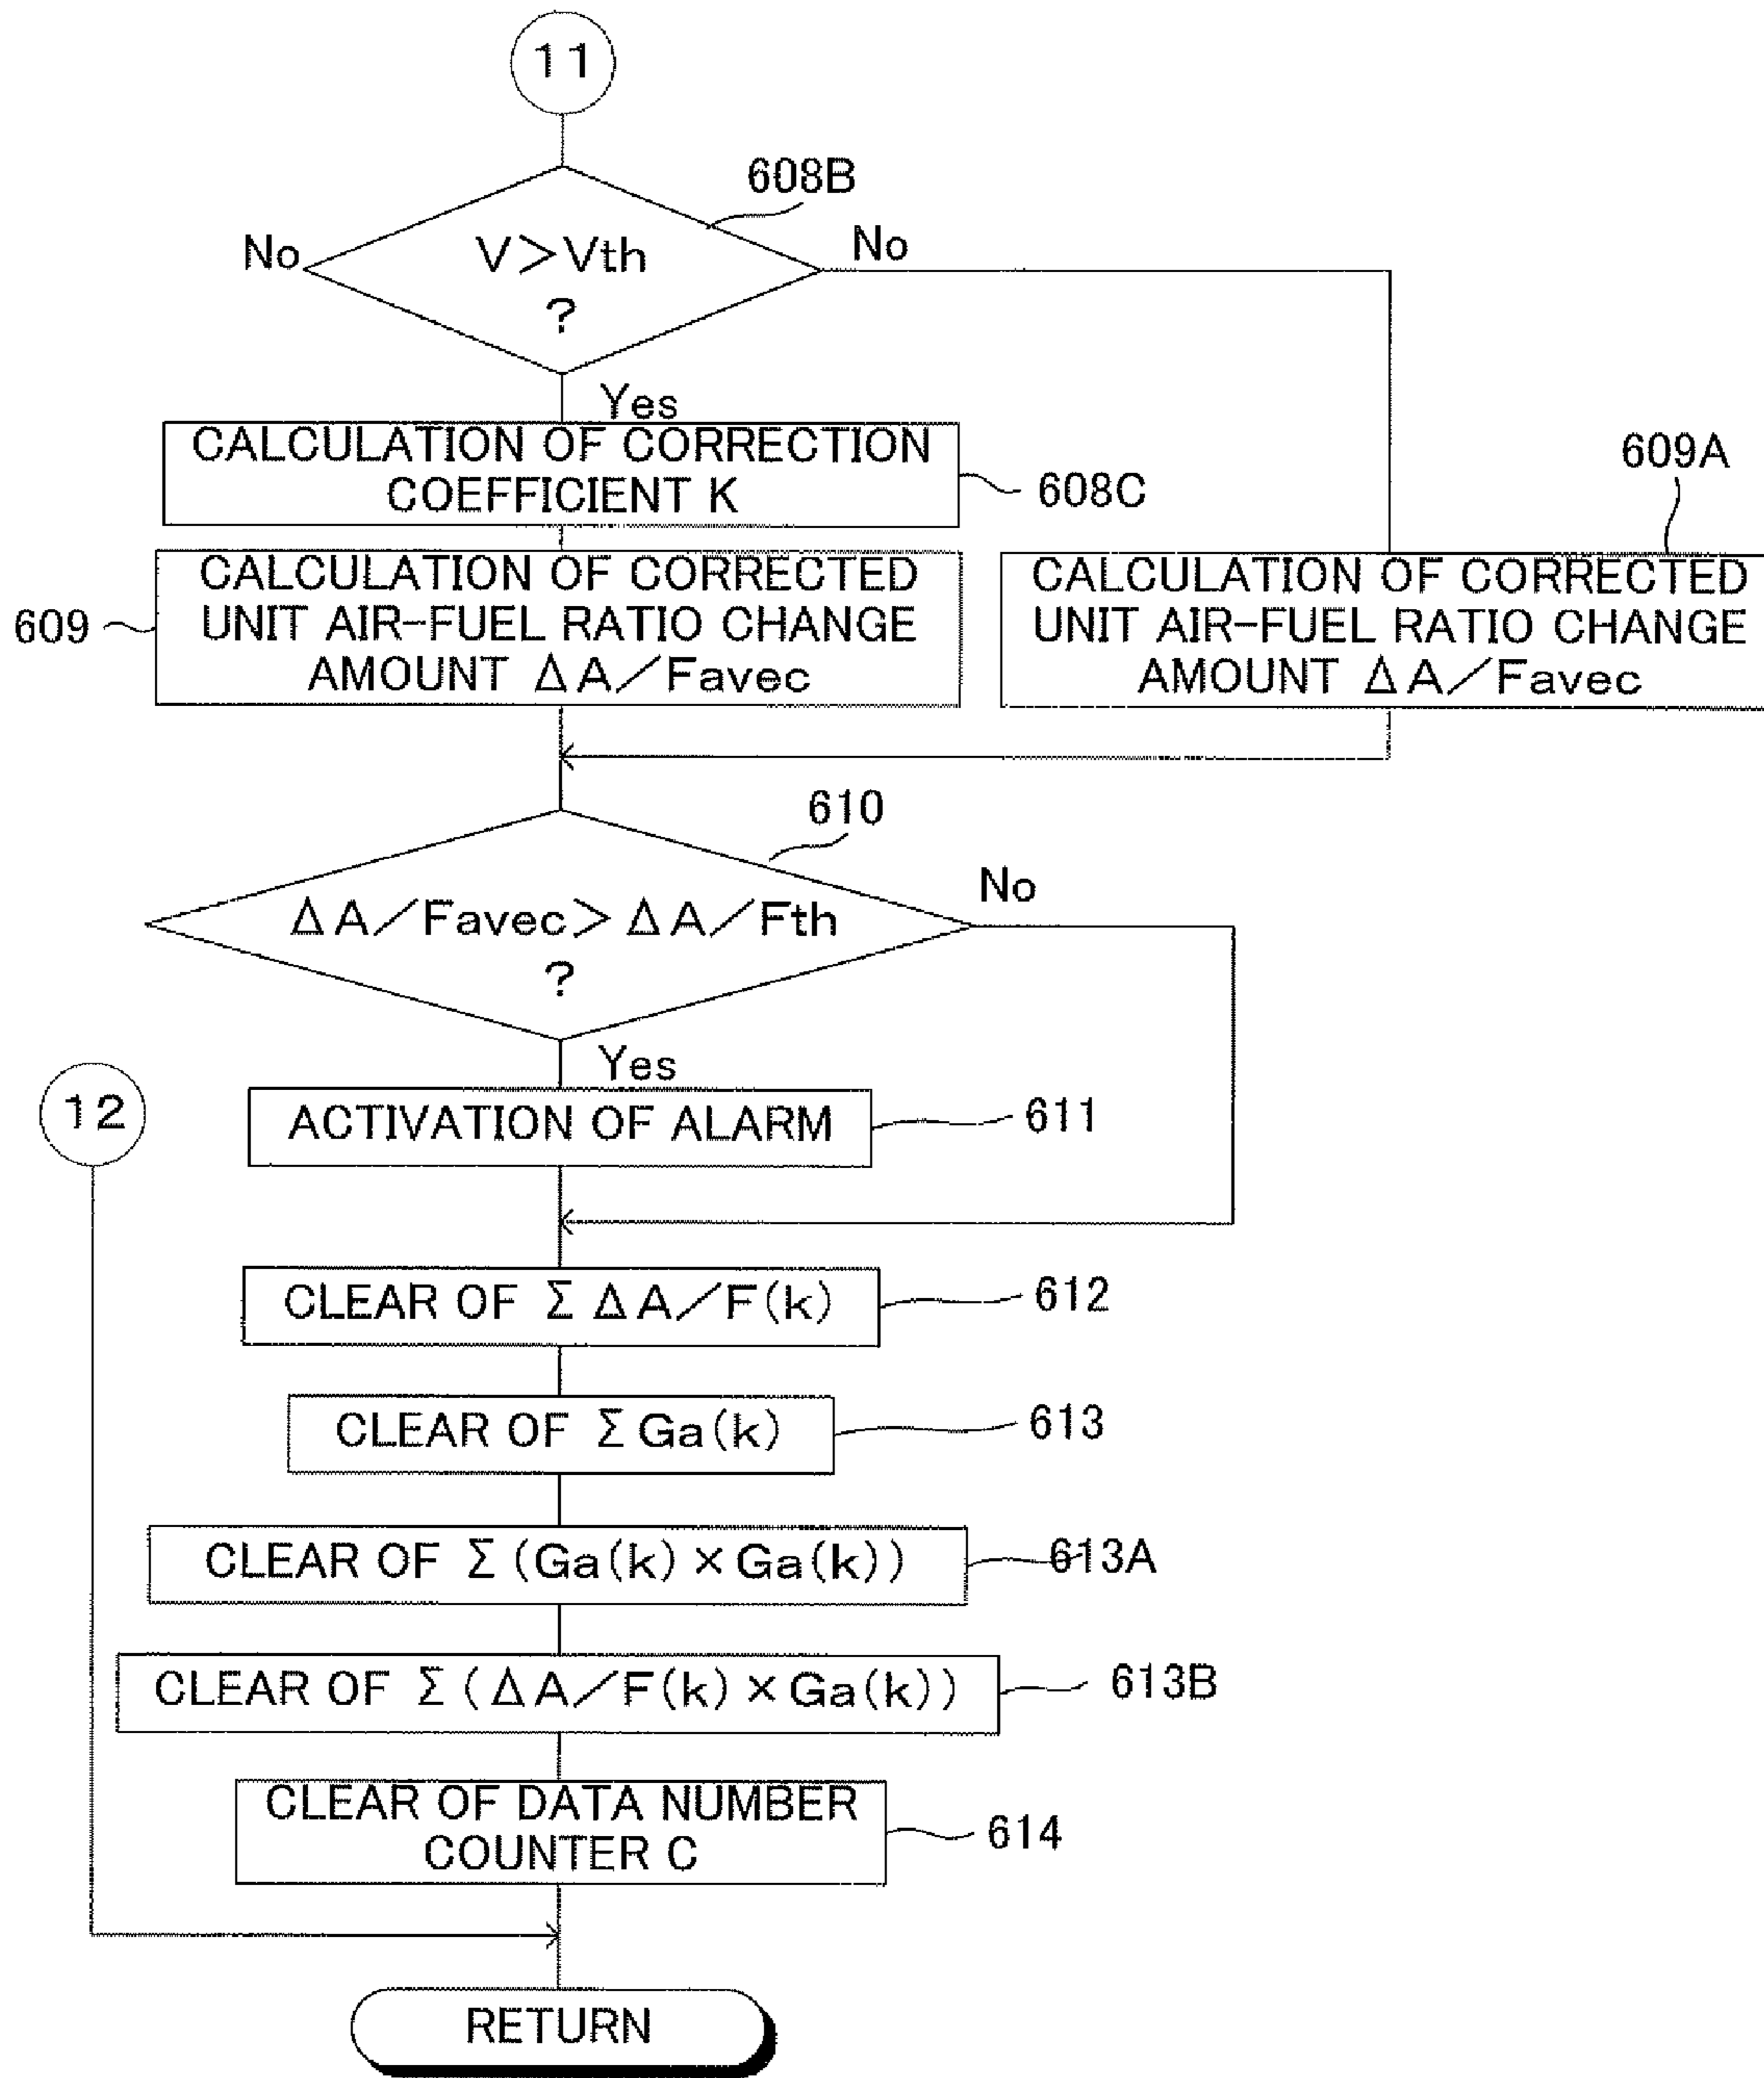 11
608B
No
V>Vth
?
No
Yes
CALCULATION OF CORRECTION
COEFFICIENT K
608C
609A
609
CALCULATION OF CORRECTED
UNIT AIR-FUEL RATIO CHANGE
AMOUNT ΔA/Favec
CALCULATION OF CORRECTED
UNIT AIR-FUEL RATIO CHANGE
AMOUNT ΔA/Favec
610
ΔA/Favec>ΔA/Fth
?
No
Yes
12
ACTIVATION OF ALARM
611
CLEAR OF ΣΔA/F(k)
612
CLEAR OF ΣGa(k)
613
CLEAR OF Σ(Ga(k)×Ga(k))
613A
CLEAR OF Σ(ΔA/F(k)×Ga(k))
613B
CLEAR OF DATA NUMBER
COUNTER C
614
RETURN